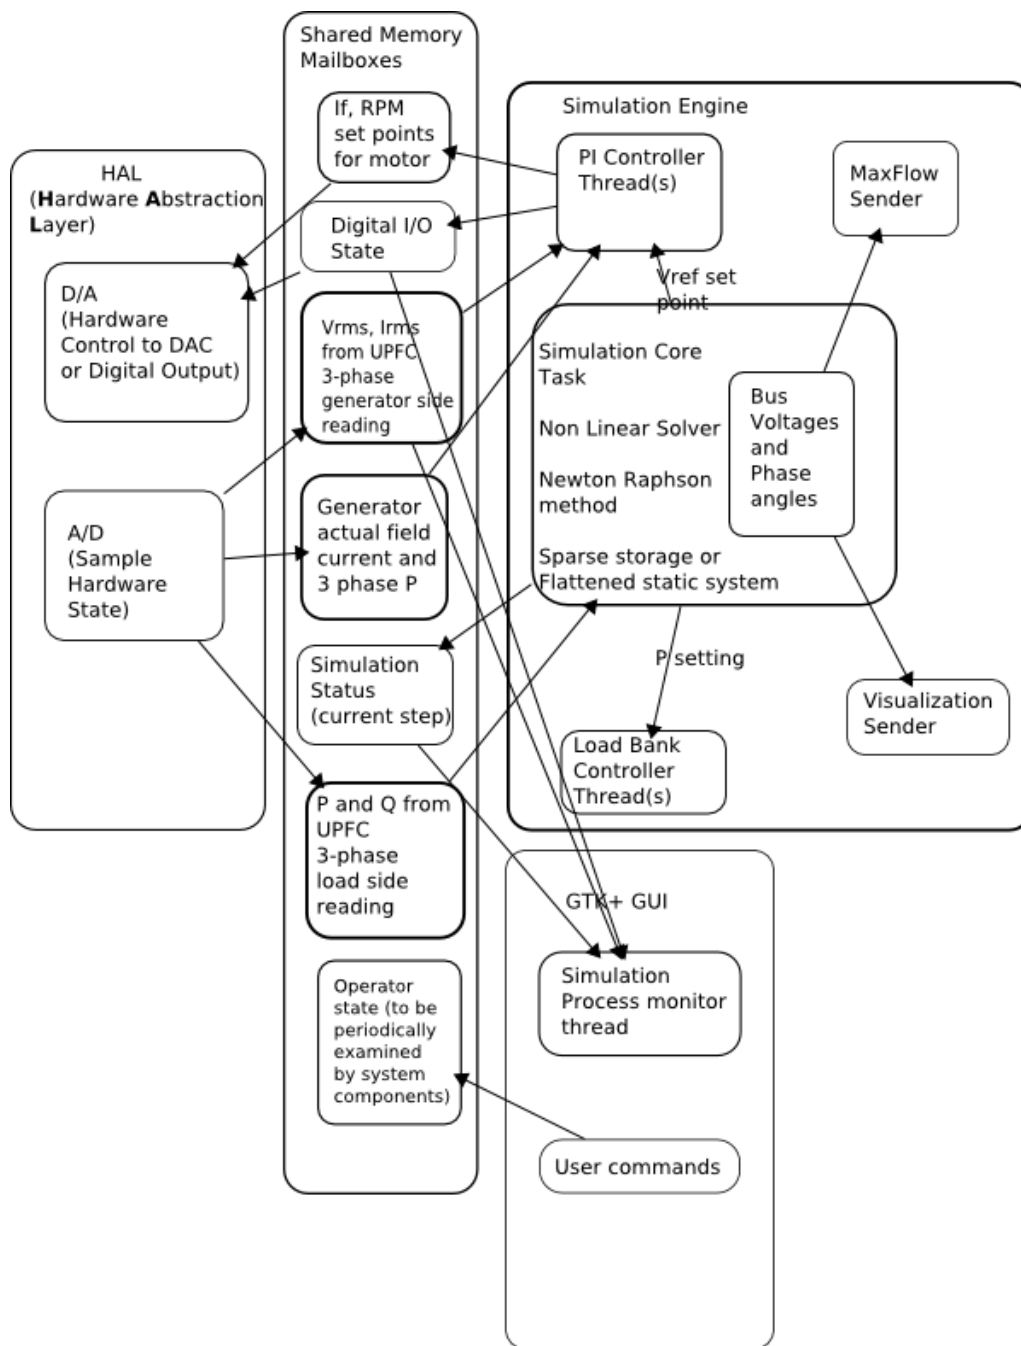 Shared Memory
Mailboxes
If, RPM
set points
for motor
Digital I/O
State
Vrms, Irms
from UPFC
3-phase
generator side
reading
Generator
actual field
current and
3 phase P
Simulation
Status
(current step)
P and Q from
UPFC
3-phase
load side
reading
Operator
state (to be
periodically
examined
by system
components)
HAL
(Hardware Abstraction
Layer)
D/A
(Hardware
Control to DAC
or Digital Output)
A/D
(Sample
Hardware
State)
Simulation Engine
PI Controller
Thread(s)
MaxFlow
Sender
Vref set
point
Simulation Core
Task
Non Linear Solver
Newton Raphson
method
Sparse storage or
Flattened static system
Bus
Voltages
and
Phase
angles
P setting
Load Bank
Controller
Thread(s)
Visualization
Sender
GTK+ GUI
Simulation
Process monitor
thread
User commands